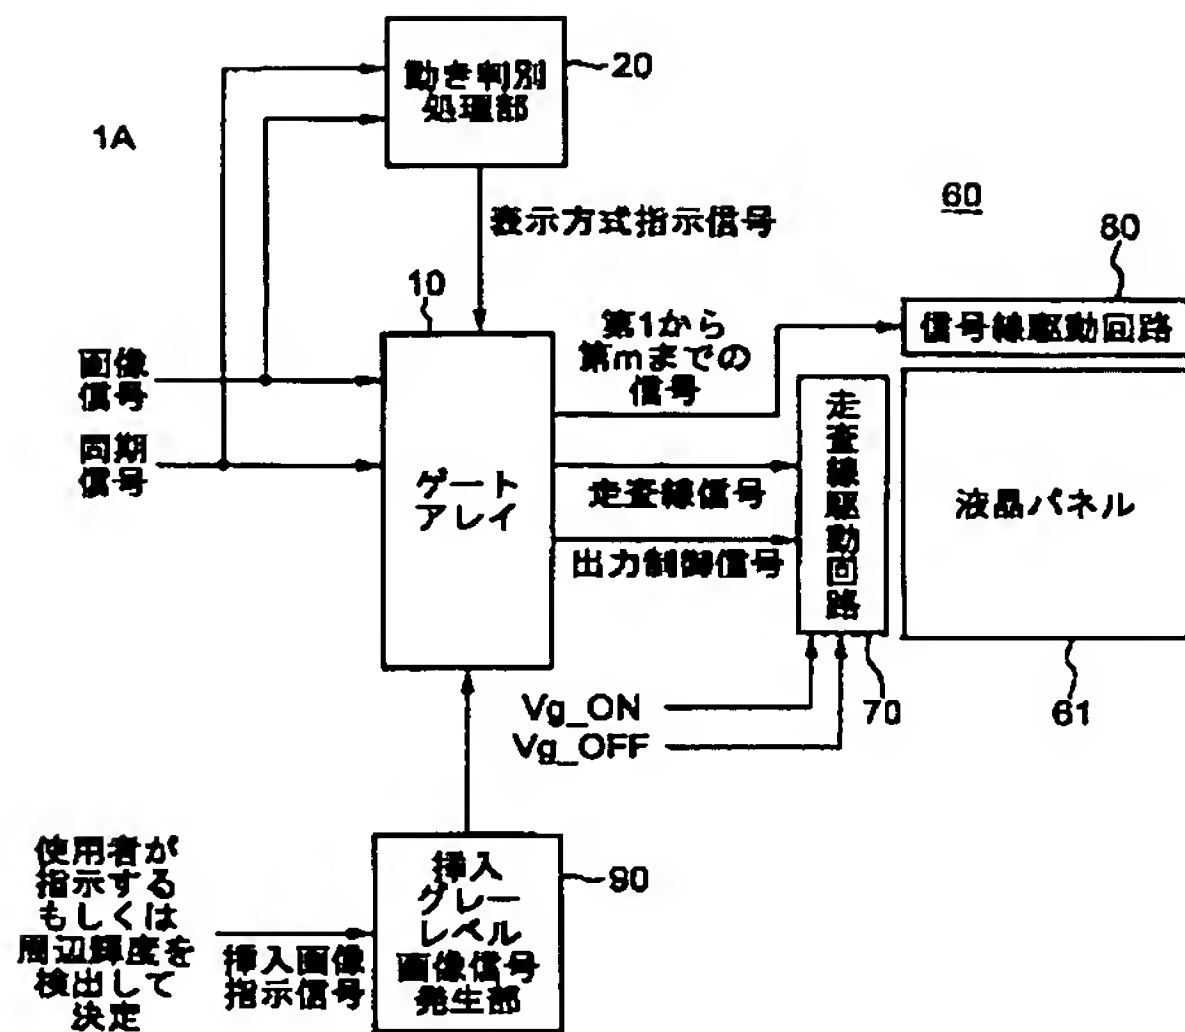 動き判別
処理部
20
1A
表示方式指示信号
60
80
信号線駆動回路
10
第1から
第mまでの
信号
画像
信号
同期
信号
ゲート
アレイ
走査線信号
出力制御信号
走査線駆動回路
液晶パネル
Vg_ON
Vg_OFF
70
61
使用者が
指示する
もしくは
周辺輝度を
検出して
決定
挿入画像
指示信号
挿入
グレー
レベル
画像信号
発生部
90